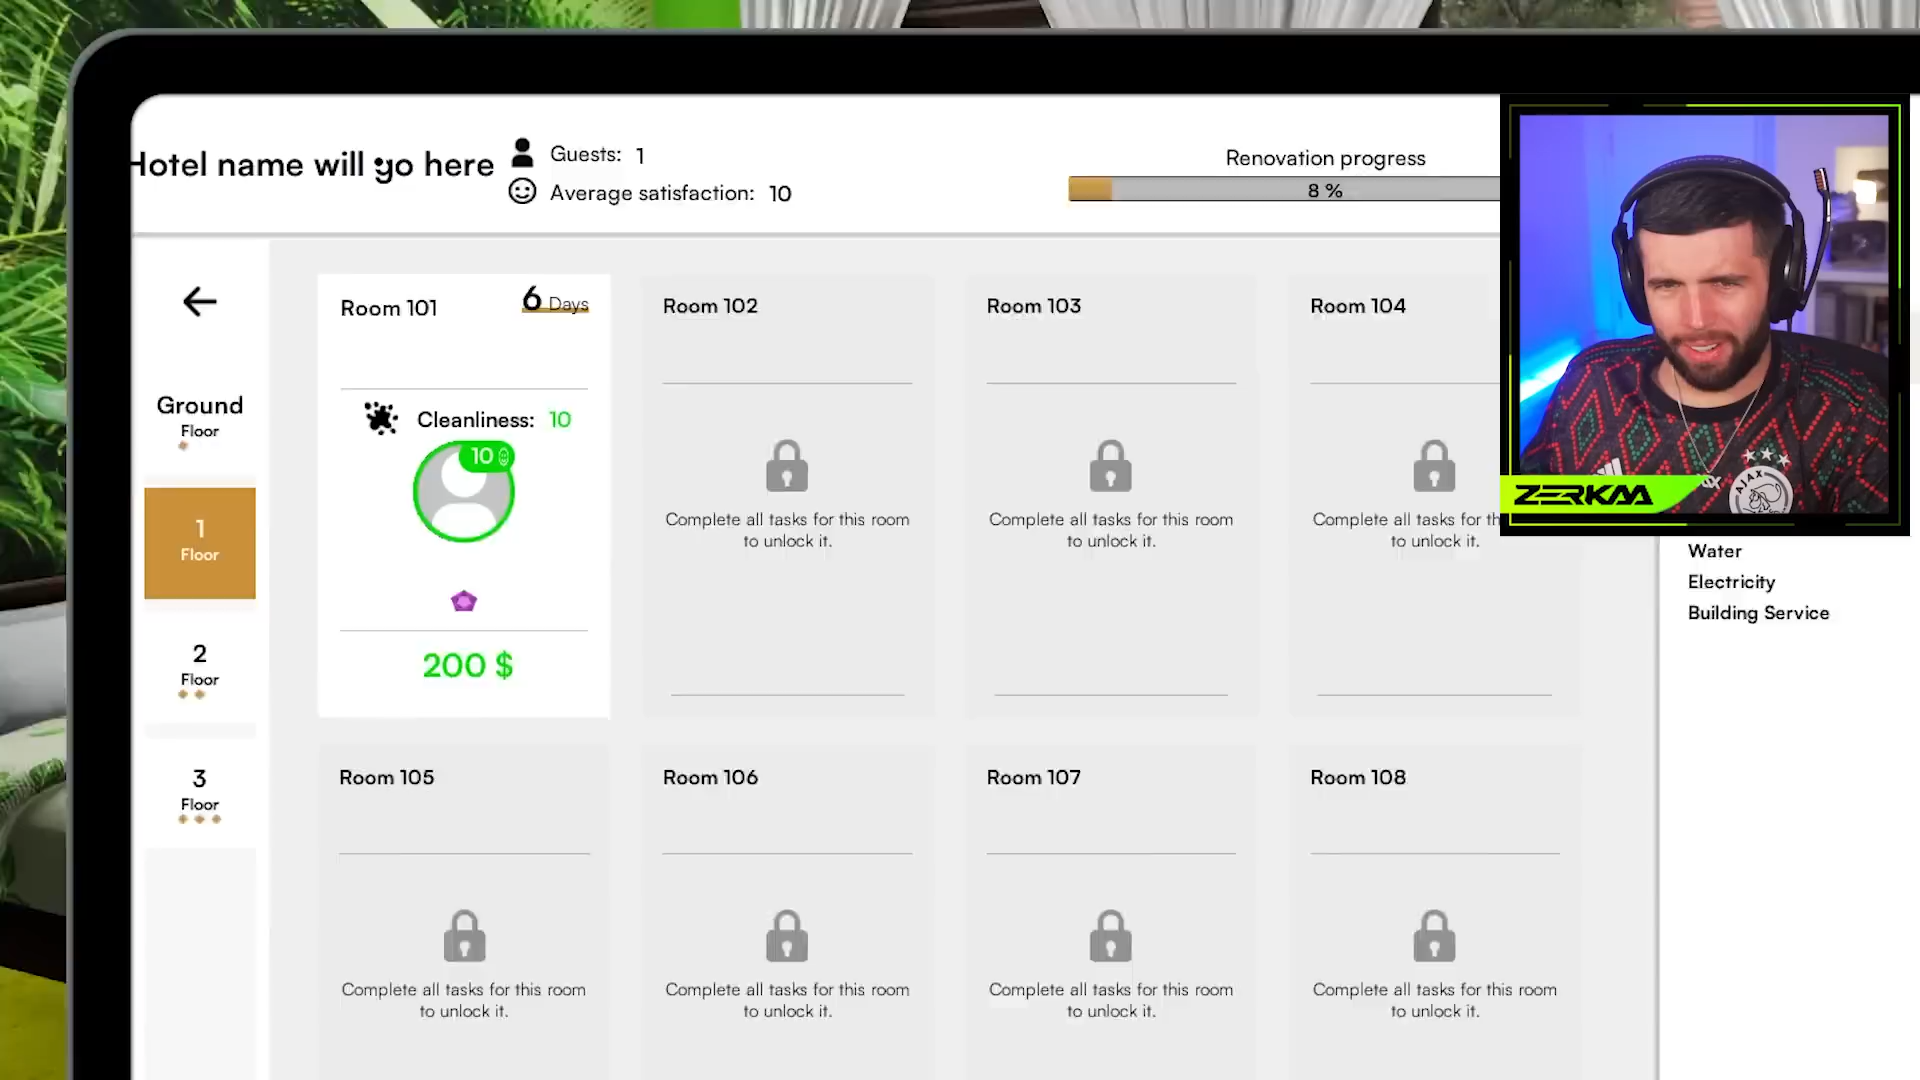 Hotel name will go here
Guests: 1
Average satisfaction: 10
Renovation progress
8 %
Room 101
6 Days
Cleanliness: 10
10
200 $
Room 102
Complete all tasks for this room
to unlock it.
Room 103
Complete all tasks for this room
to unlock it.
Room 104
Complete all tasks for th
to unlock it.
Ground
Floor
1
Floor
2
Floor
3
Floor
Room 105
Complete all tasks for this room
to unlock it.
Room 106
Complete all tasks for this room
to unlock it.
Room 107
Complete all tasks for this room
to unlock it.
Room 108
Complete all tasks for this room
to unlock it.
ZERKAA
AJAX
Water
Electricity
Building Service